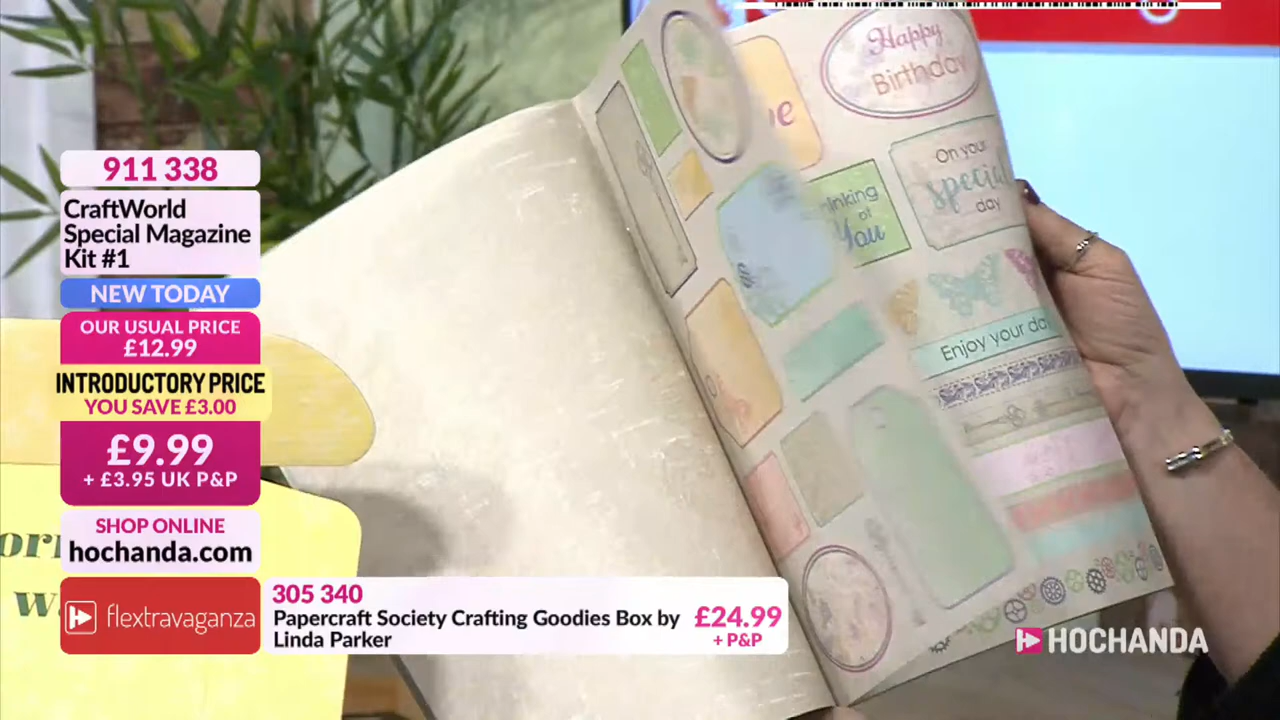 911 338
CraftWorld
Special Magazine
Kit #1
NEW TODAY
OUR USUAL PRICE
£12.99
INTRODUCTORY PRICE
YOU SAVE £3.00
£9.99
+ £3.95 UK P&P
SHOP ONLINE
hochanda.com
flextravaganza
305 340
Papercraft Society Crafting Goodies Box by
Linda Parker
£24.99
+ P&P
HOCHANDA
Happy
Birthday
On your
special
day
inking
of
You
Enjoy your da